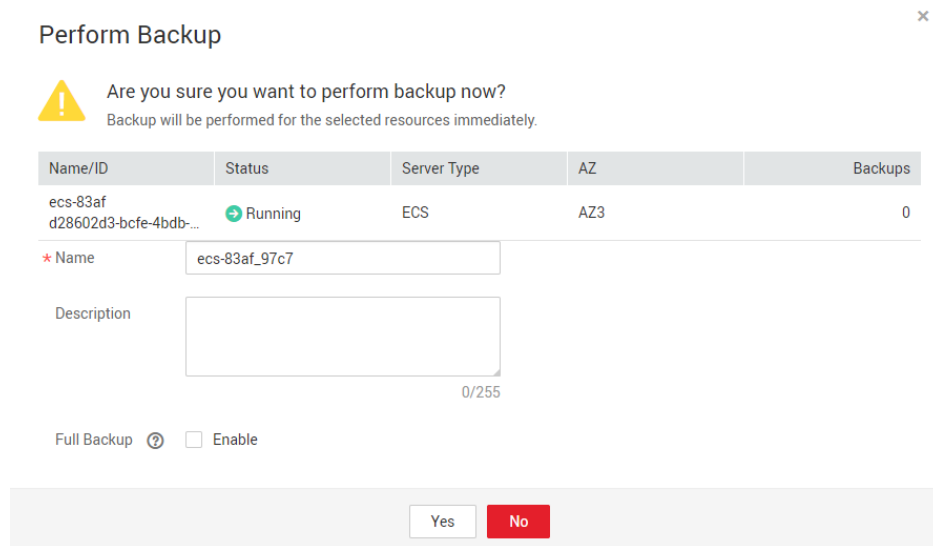 Perform Backup
Are you sure you want to perform backup now?
Backup will be performed for the selected resources immediately.
Name/ID Status Server Type AZ Backups
ecs-83af
d28602d3-bcfe-4bdb-...
Running ECS AZ3 0
* Name ecs-83af_97c7
Description
0/255
Full Backup ? Enable
Yes No